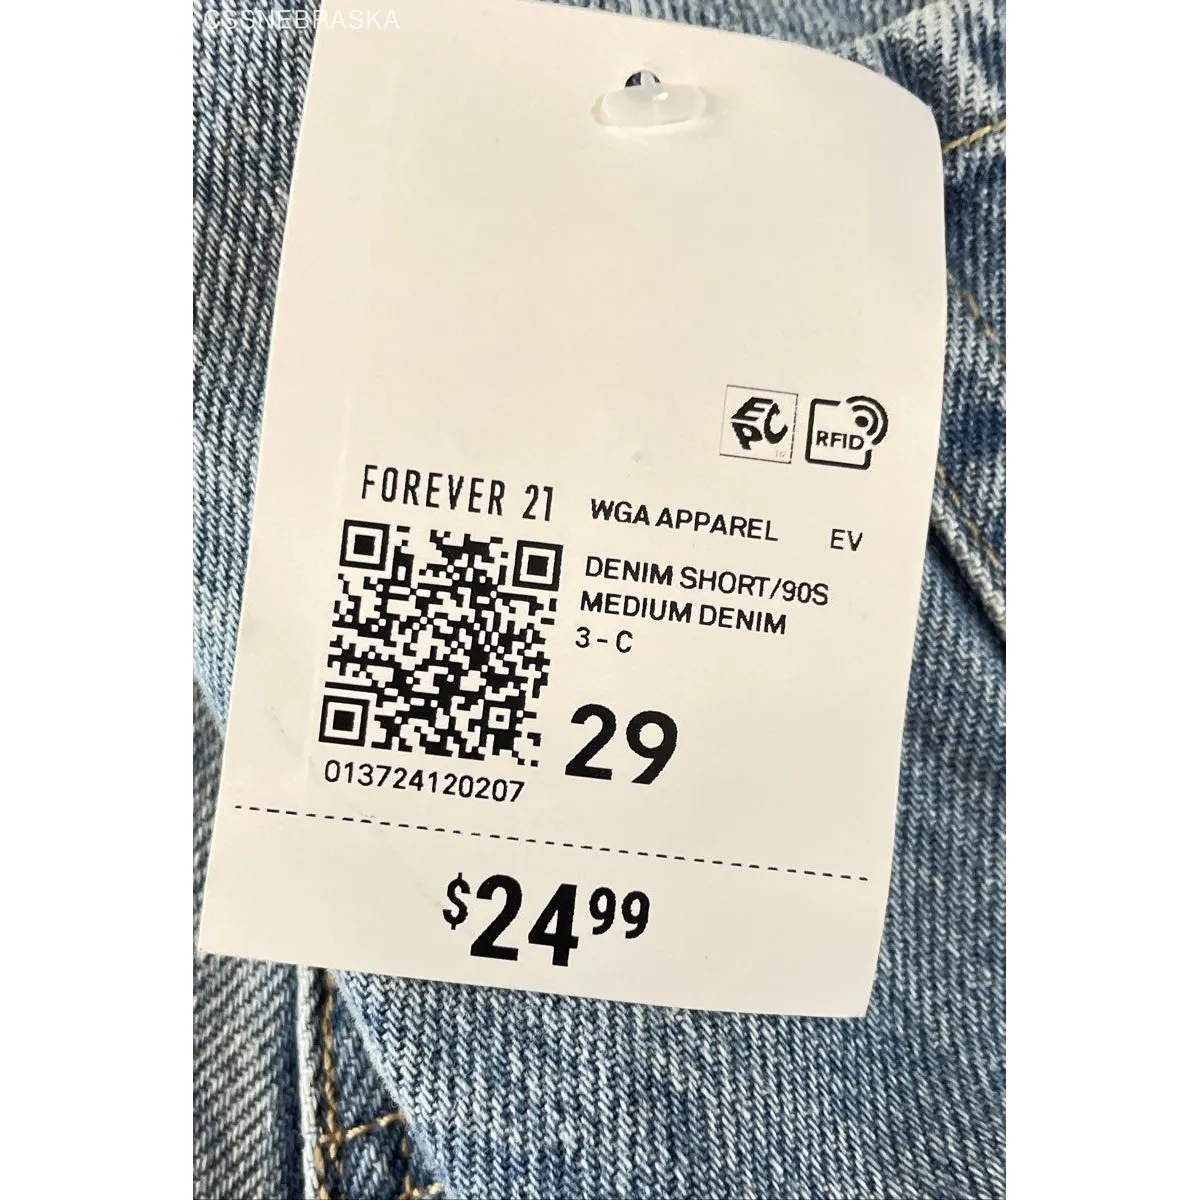 CSSNEBRASKA
EPC
RFID
FOREVER 21
WGA APPAREL EV
DENIM SHORT/90S
MEDIUM DENIM
3 - C
29
013724120207
$24.99